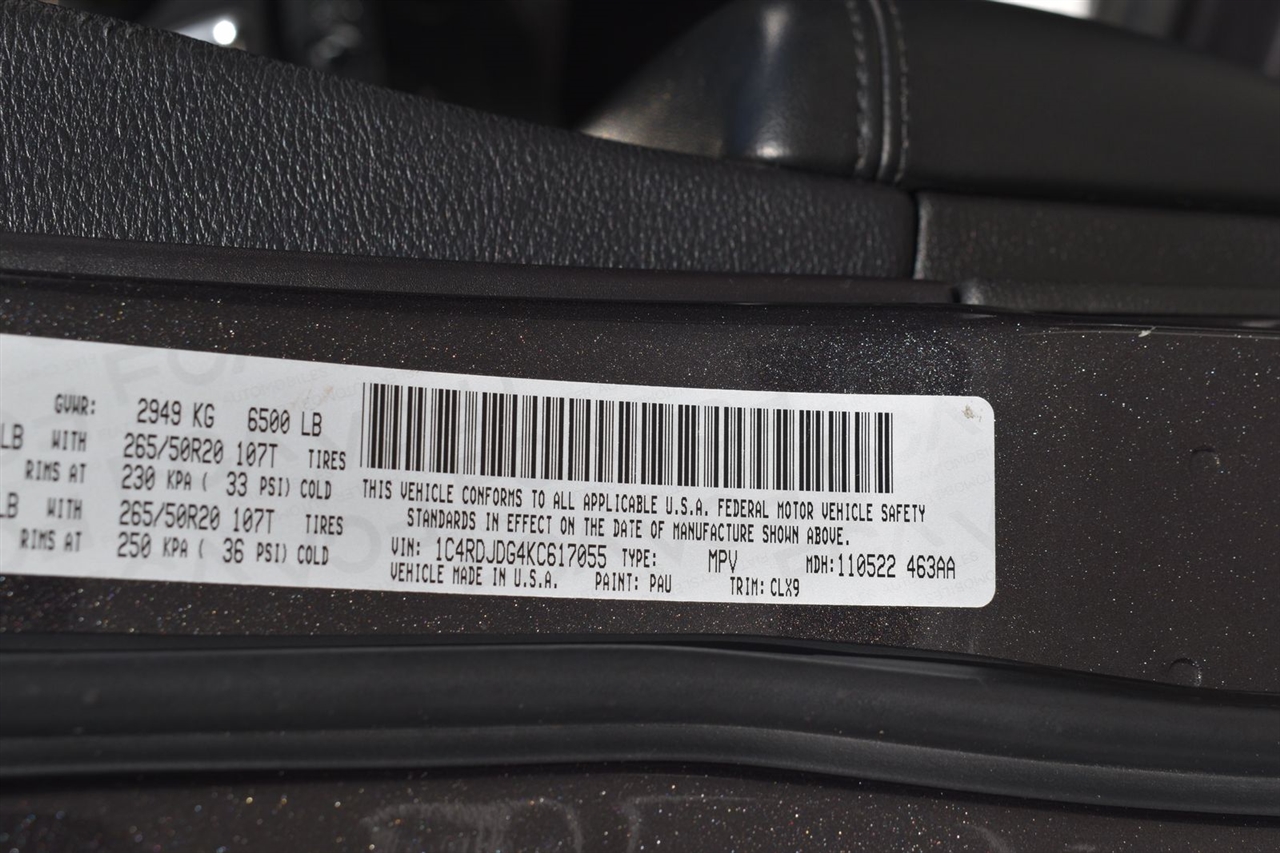 GVWR: 2949 KG 6500 LB
LB WITH 265/50R20 107T TIRES
RIMS AT 230 KPA ( 33 PSI) COLD
LB WITH 265/50R20 107T TIRES
RIMS AT 250 KPA ( 36 PSI) COLD
THIS VEHICLE CONFORMS TO ALL APPLICABLE U.S.A. FEDERAL MOTOR VEHICLE SAFETY
STANDARDS IN EFFECT ON THE DATE OF MANUFACTURE SHOWN ABOVE.
VIN: 1C4RDJDG4KC617055 TYPE: MPV MDH:110522 463AA
VEHICLE MADE IN U.S.A. PAINT: PAU TRIM: CLX9